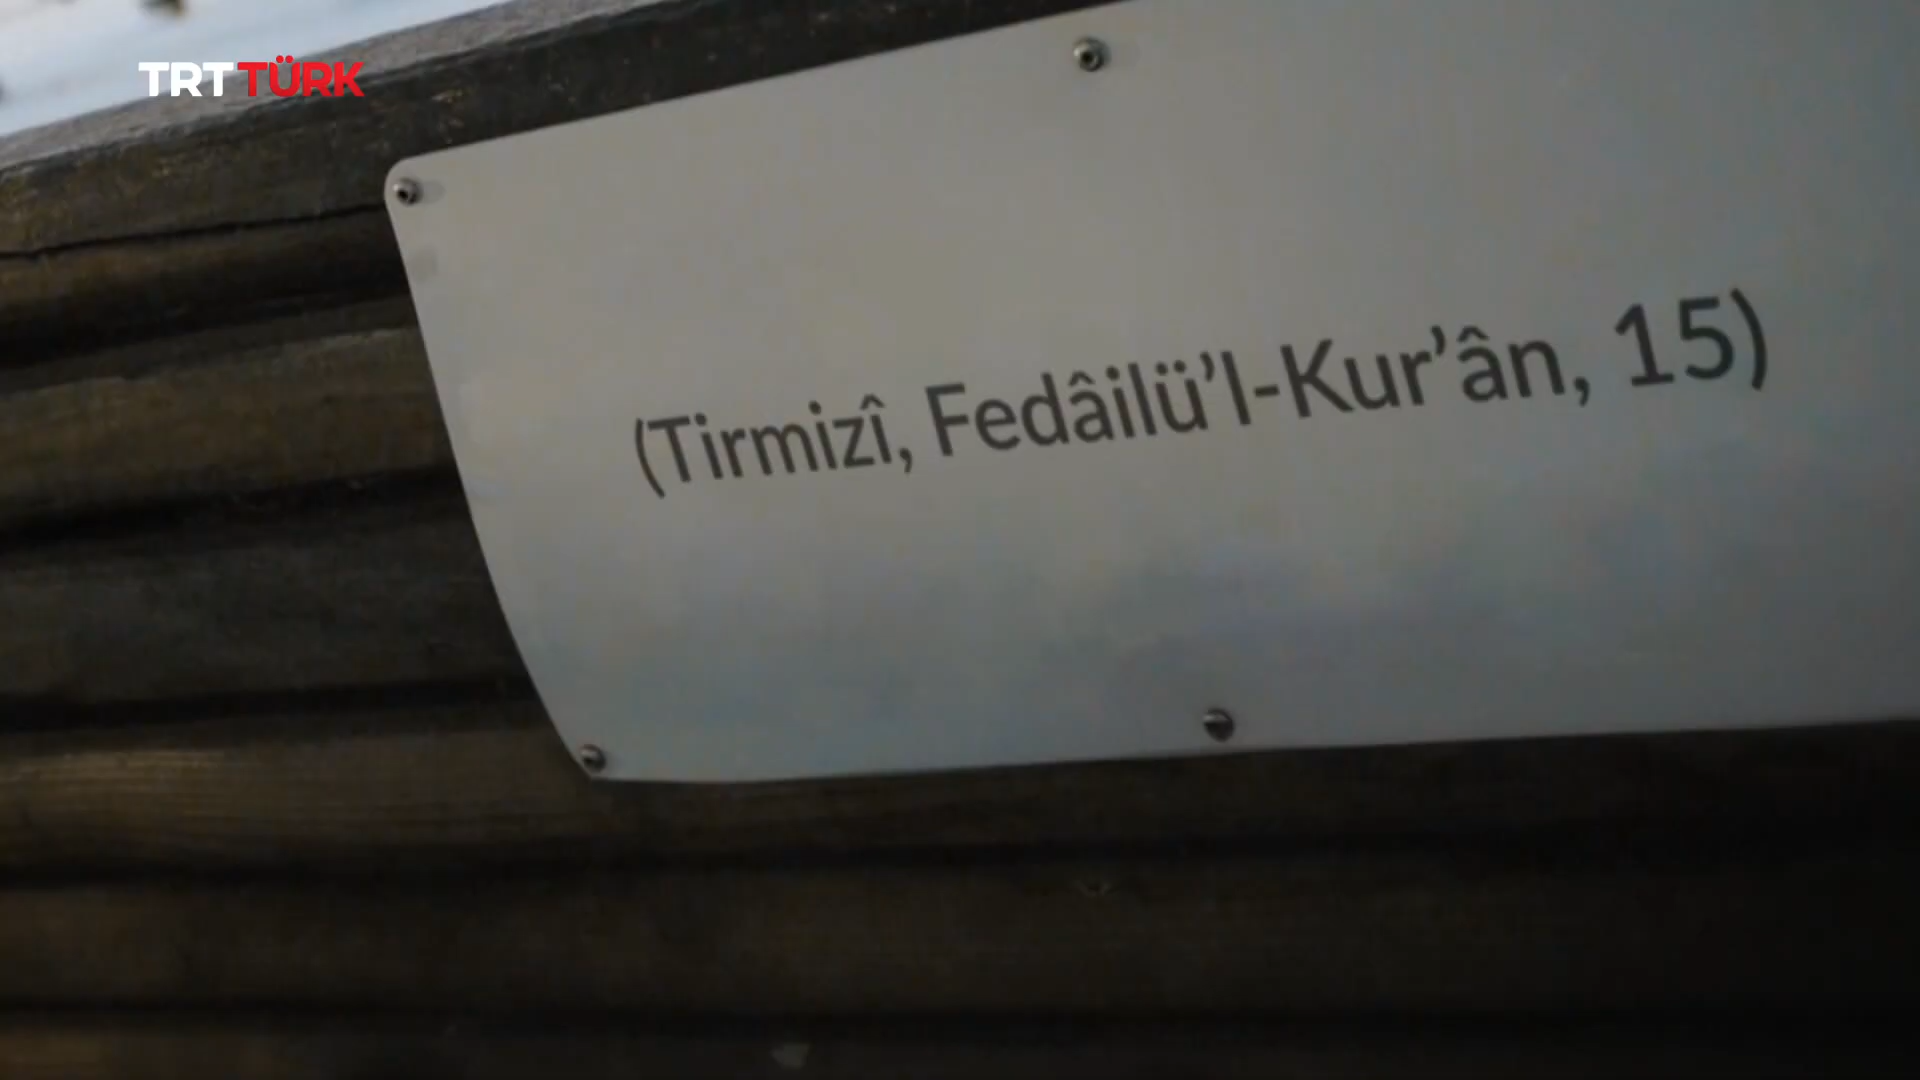 TRT TÜRK
(Tirmizî, Fedâilü’l-Kur’ân, 15)